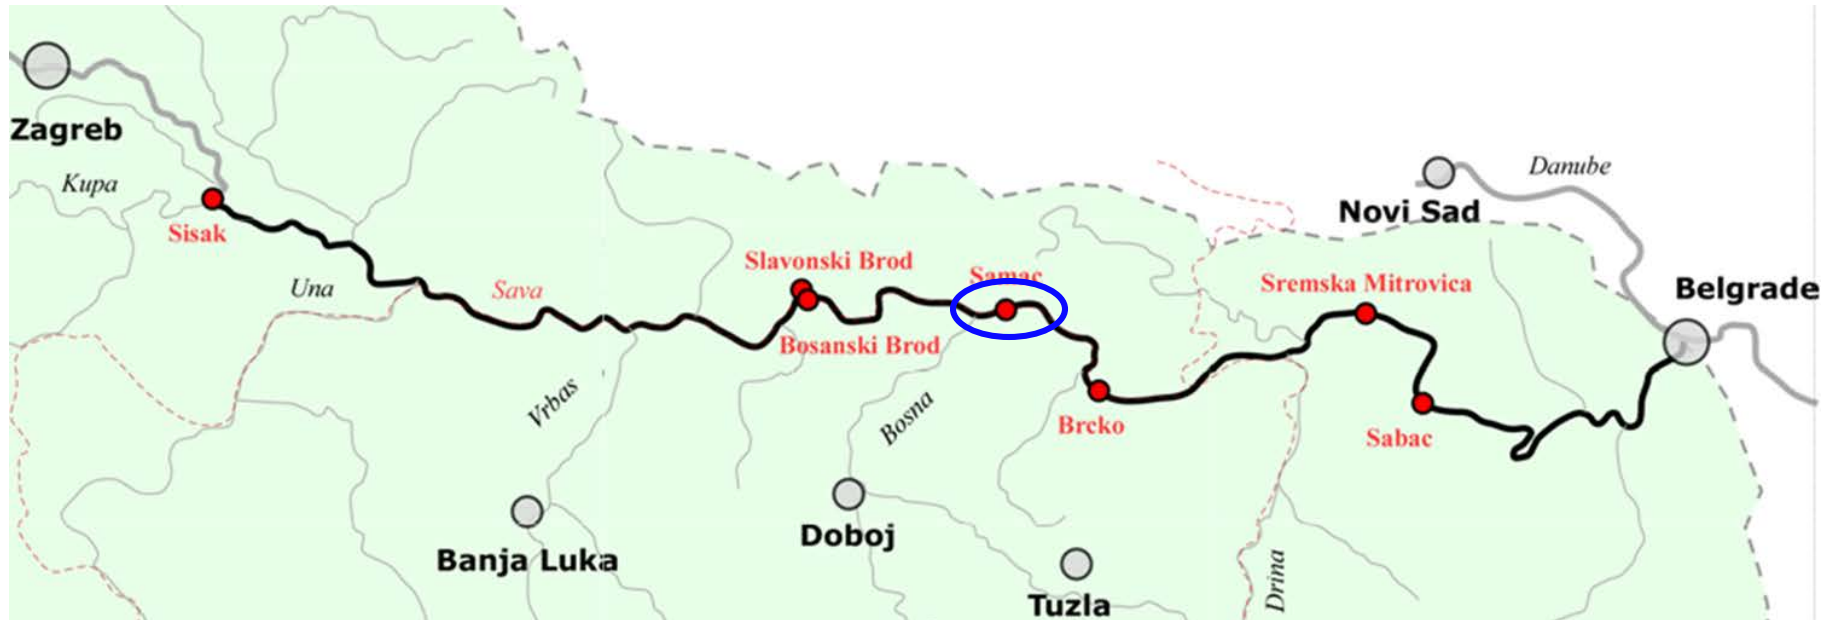 Zagreb
Kupa
Sisak
Una
Sava
Slavonski Brod
Bosanski Brod
Samac
Vrbas
Bosna
Brcko
Banja Luka
Doboj
Tuzla
Drina
Novi Sad
Danube
Sremska Mitrovica
Belgrade
Sabac